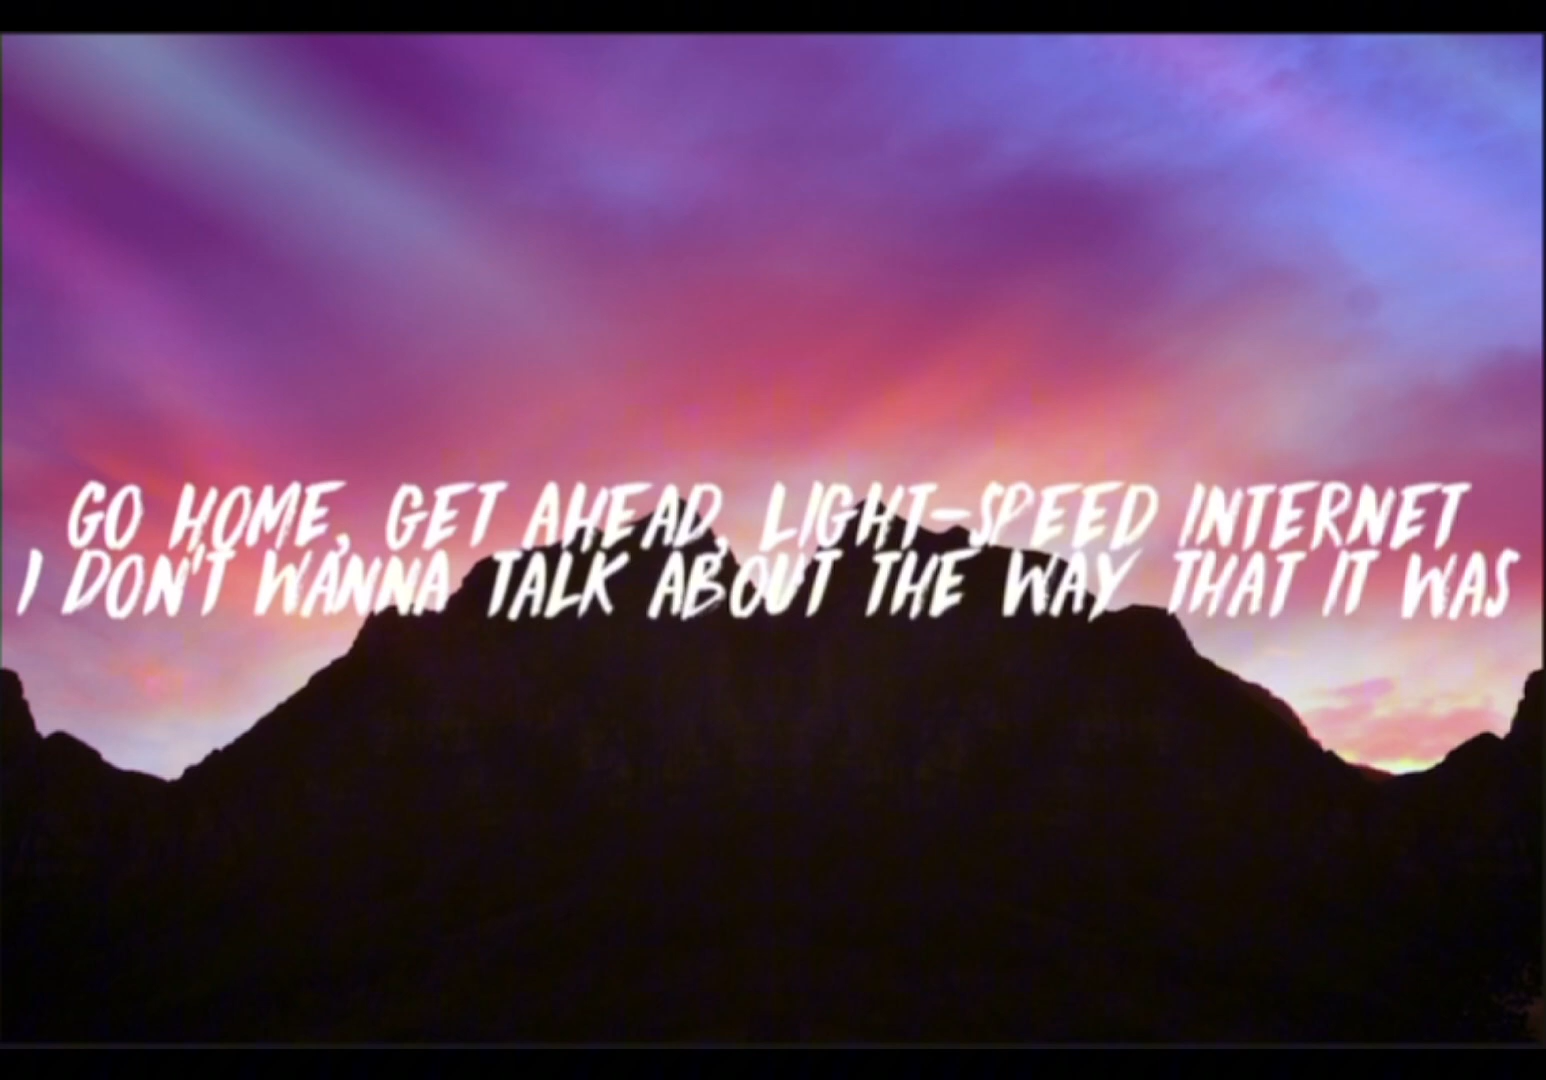 GO HOME, GET AHEAD, LIGHT-SPEED INTERNET
I DON'T WANNA TALK ABOUT THE WAY THAT IT WAS